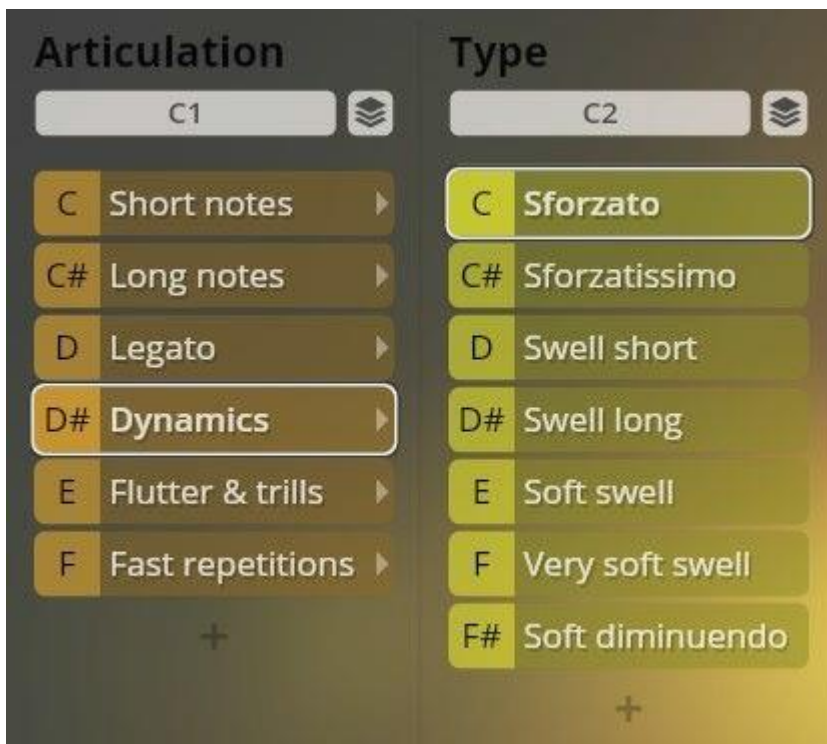 Articulation
C1
C Short notes
C# Long notes
D Legato
D# Dynamics
E Flutter & trills
F Fast repetitions
+
Type
C2
C Sforzato
C# Sforzatissimo
D Swell short
D# Swell long
E Soft swell
F Very soft swell
F# Soft diminuendo
+